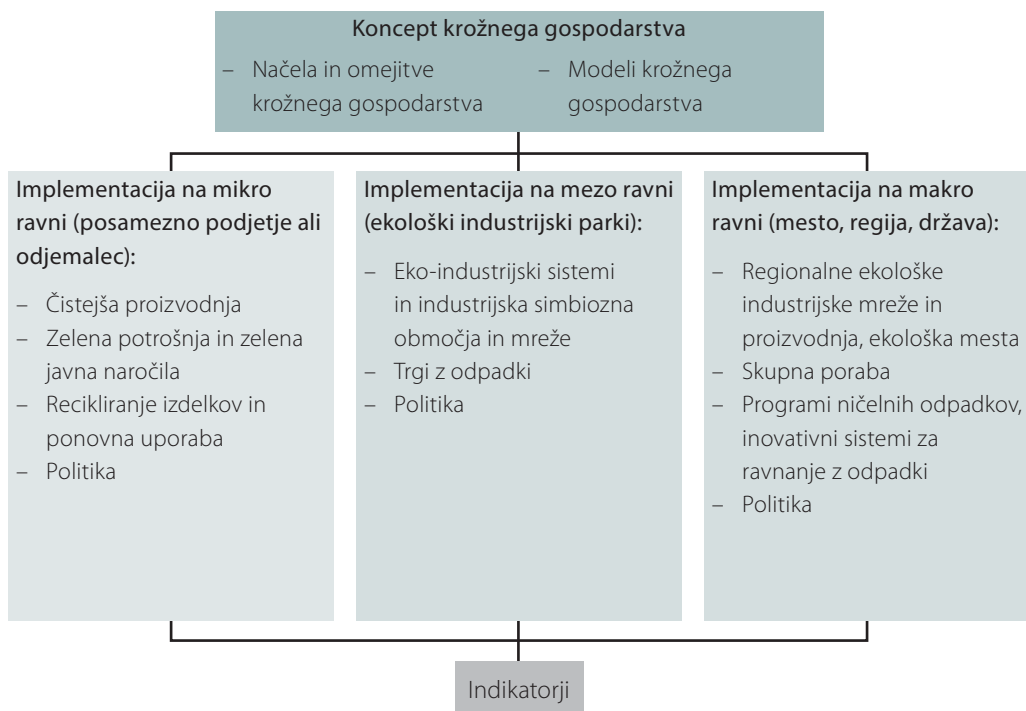 Koncept krožnega gospodarstva
– Načela in omejitve
krožnega gospodarstva
– Modeli krožnega
gospodarstva
Implementacija na mikro
ravni (posamezno podjetje ali
odjemalec):
– Čistejša proizvodnja
– Zelena potrošnja in zelena
javna naročila
– Recikliranje izdelkov in
ponovna uporaba
– Politika
Implementacija na mezo ravni
(ekološki industrijski parki):
– Eko-industrijski sistemi
in industrijska simbiozna
območja in mreže
– Trgi z odpadki
– Politika
Implementacija na makro
ravni (mesto, regija, država):
– Regionalne ekološke
industrijske mreže in
proizvodnja, ekološka mesta
– Skupna poraba
– Programi ničelnih odpadkov,
inovativni sistemi za
ravnanje z odpadki
– Politika
Indikatorji